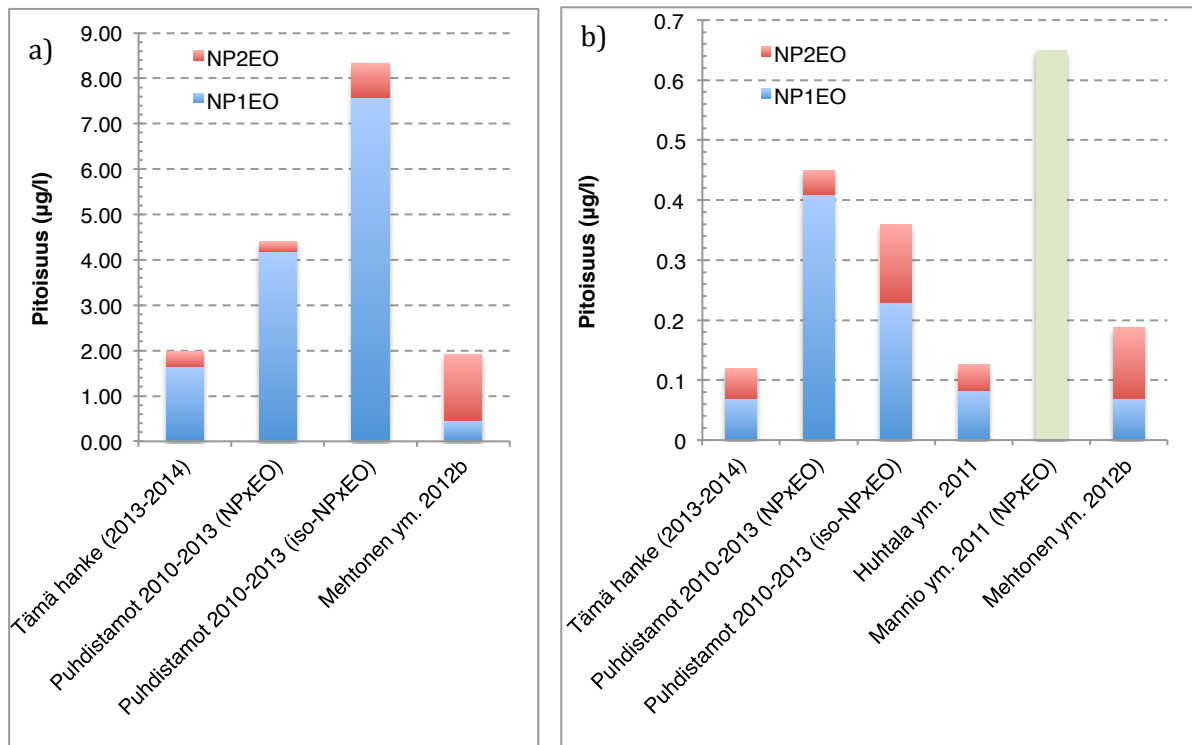 a)
NP2EO
NP1EO
Pitoisuus (µg/l)
9.00
8.00
7.00
6.00
5.00
4.00
3.00
2.00
1.00
0.00
Tämä hanke (2013-2014)
Puhdistamot 2010-2013 (NPxEO)
Puhdistamot 2010-2013 (iso-NPxEO)
Mehtonen ym. 2012b
b)
NP2EO
NP1EO
Pitoisuus (µg/l)
0.7
0.6
0.5
0.4
0.3
0.2
0.1
0
Tämä hanke (2013-2014)
Puhdistamot 2010-2013 (NPxEO)
Puhdistamot 2010-2013 (iso-NPxEO)
Huhtala ym. 2011
Mannio ym. 2011 (NPxEO)
Mehtonen ym. 2012b